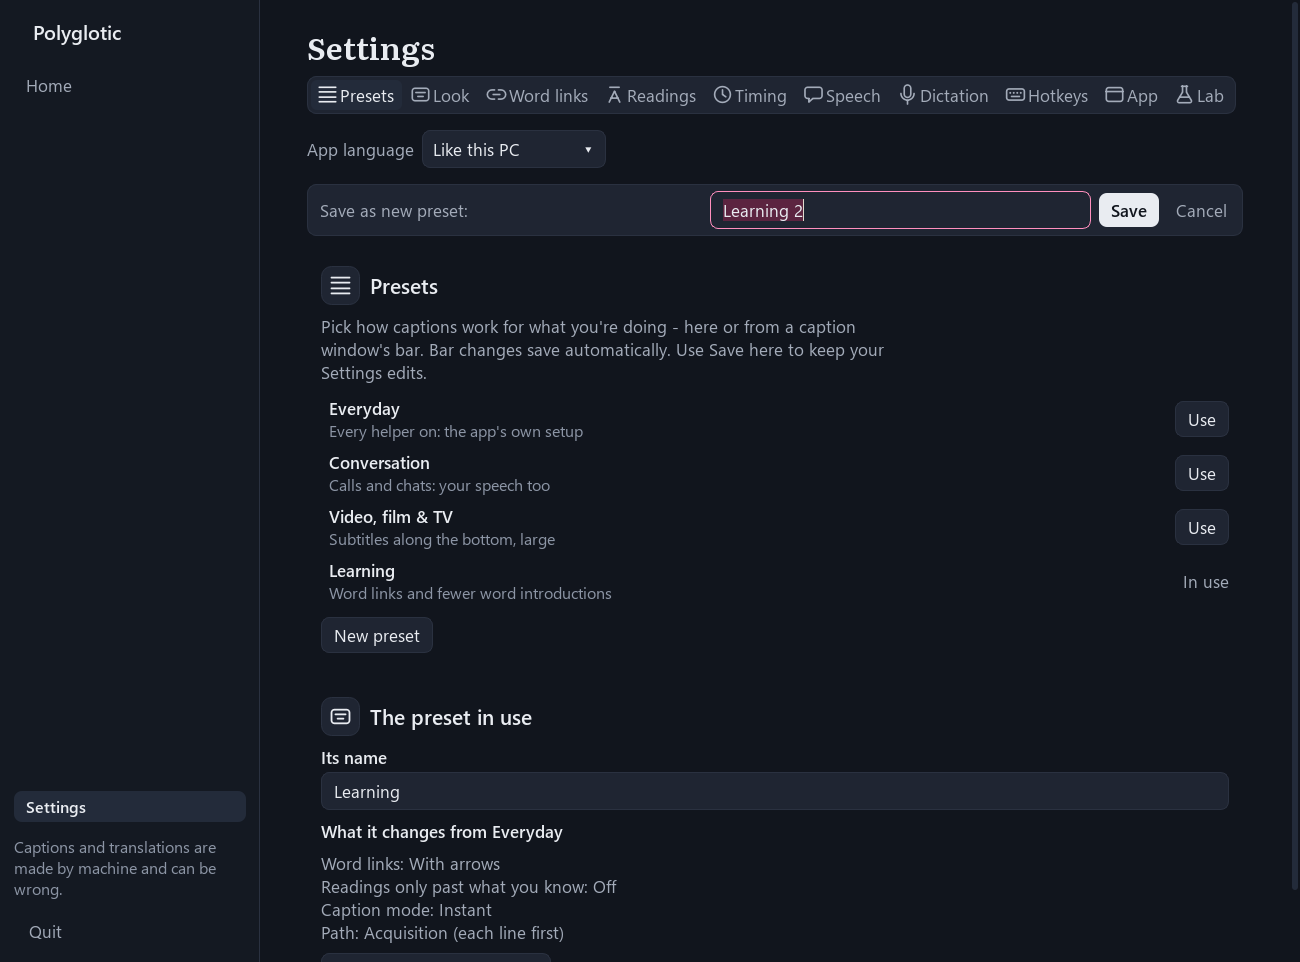 Polyglotic
Home
Settings
Presets
Look
Word links
Readings
Timing
Speech
Dictation
Hotkeys
App
Lab
App language
Like this PC
Save as new preset:
Learning 2
Save
Cancel
Presets
Pick how captions work for what you're doing - here or from a caption
window's bar. Bar changes save automatically. Use Save here to keep your
Settings edits.
Everyday
Every helper on: the app's own setup
Use
Conversation
Calls and chats: your speech too
Use
Video, film & TV
Subtitles along the bottom, large
Use
Learning
Word links and fewer word introductions
In use
New preset
The preset in use
Its name
Learning
What it changes from Everyday
Word links: With arrows
Readings only past what you know: Off
Caption mode: Instant
Path: Acquisition (each line first)
Settings
Captions and translations are
made by machine and can be
wrong.
Quit